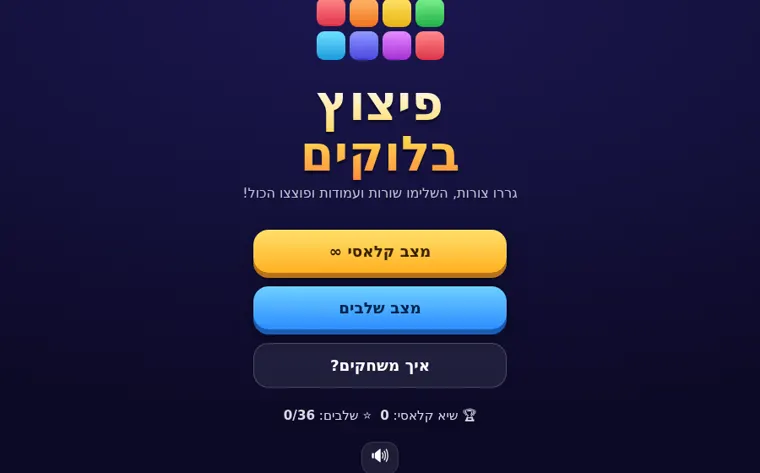 פיצוץ
בלוקים
גררו צורות, השלימו שורות ועמודות ופוצצו הכול!
מצב קלאסי ∞
מצב שלבים
איך משחקים?
🏆 שיא קלאסי: 0 ⭐ שלבים: 0/36